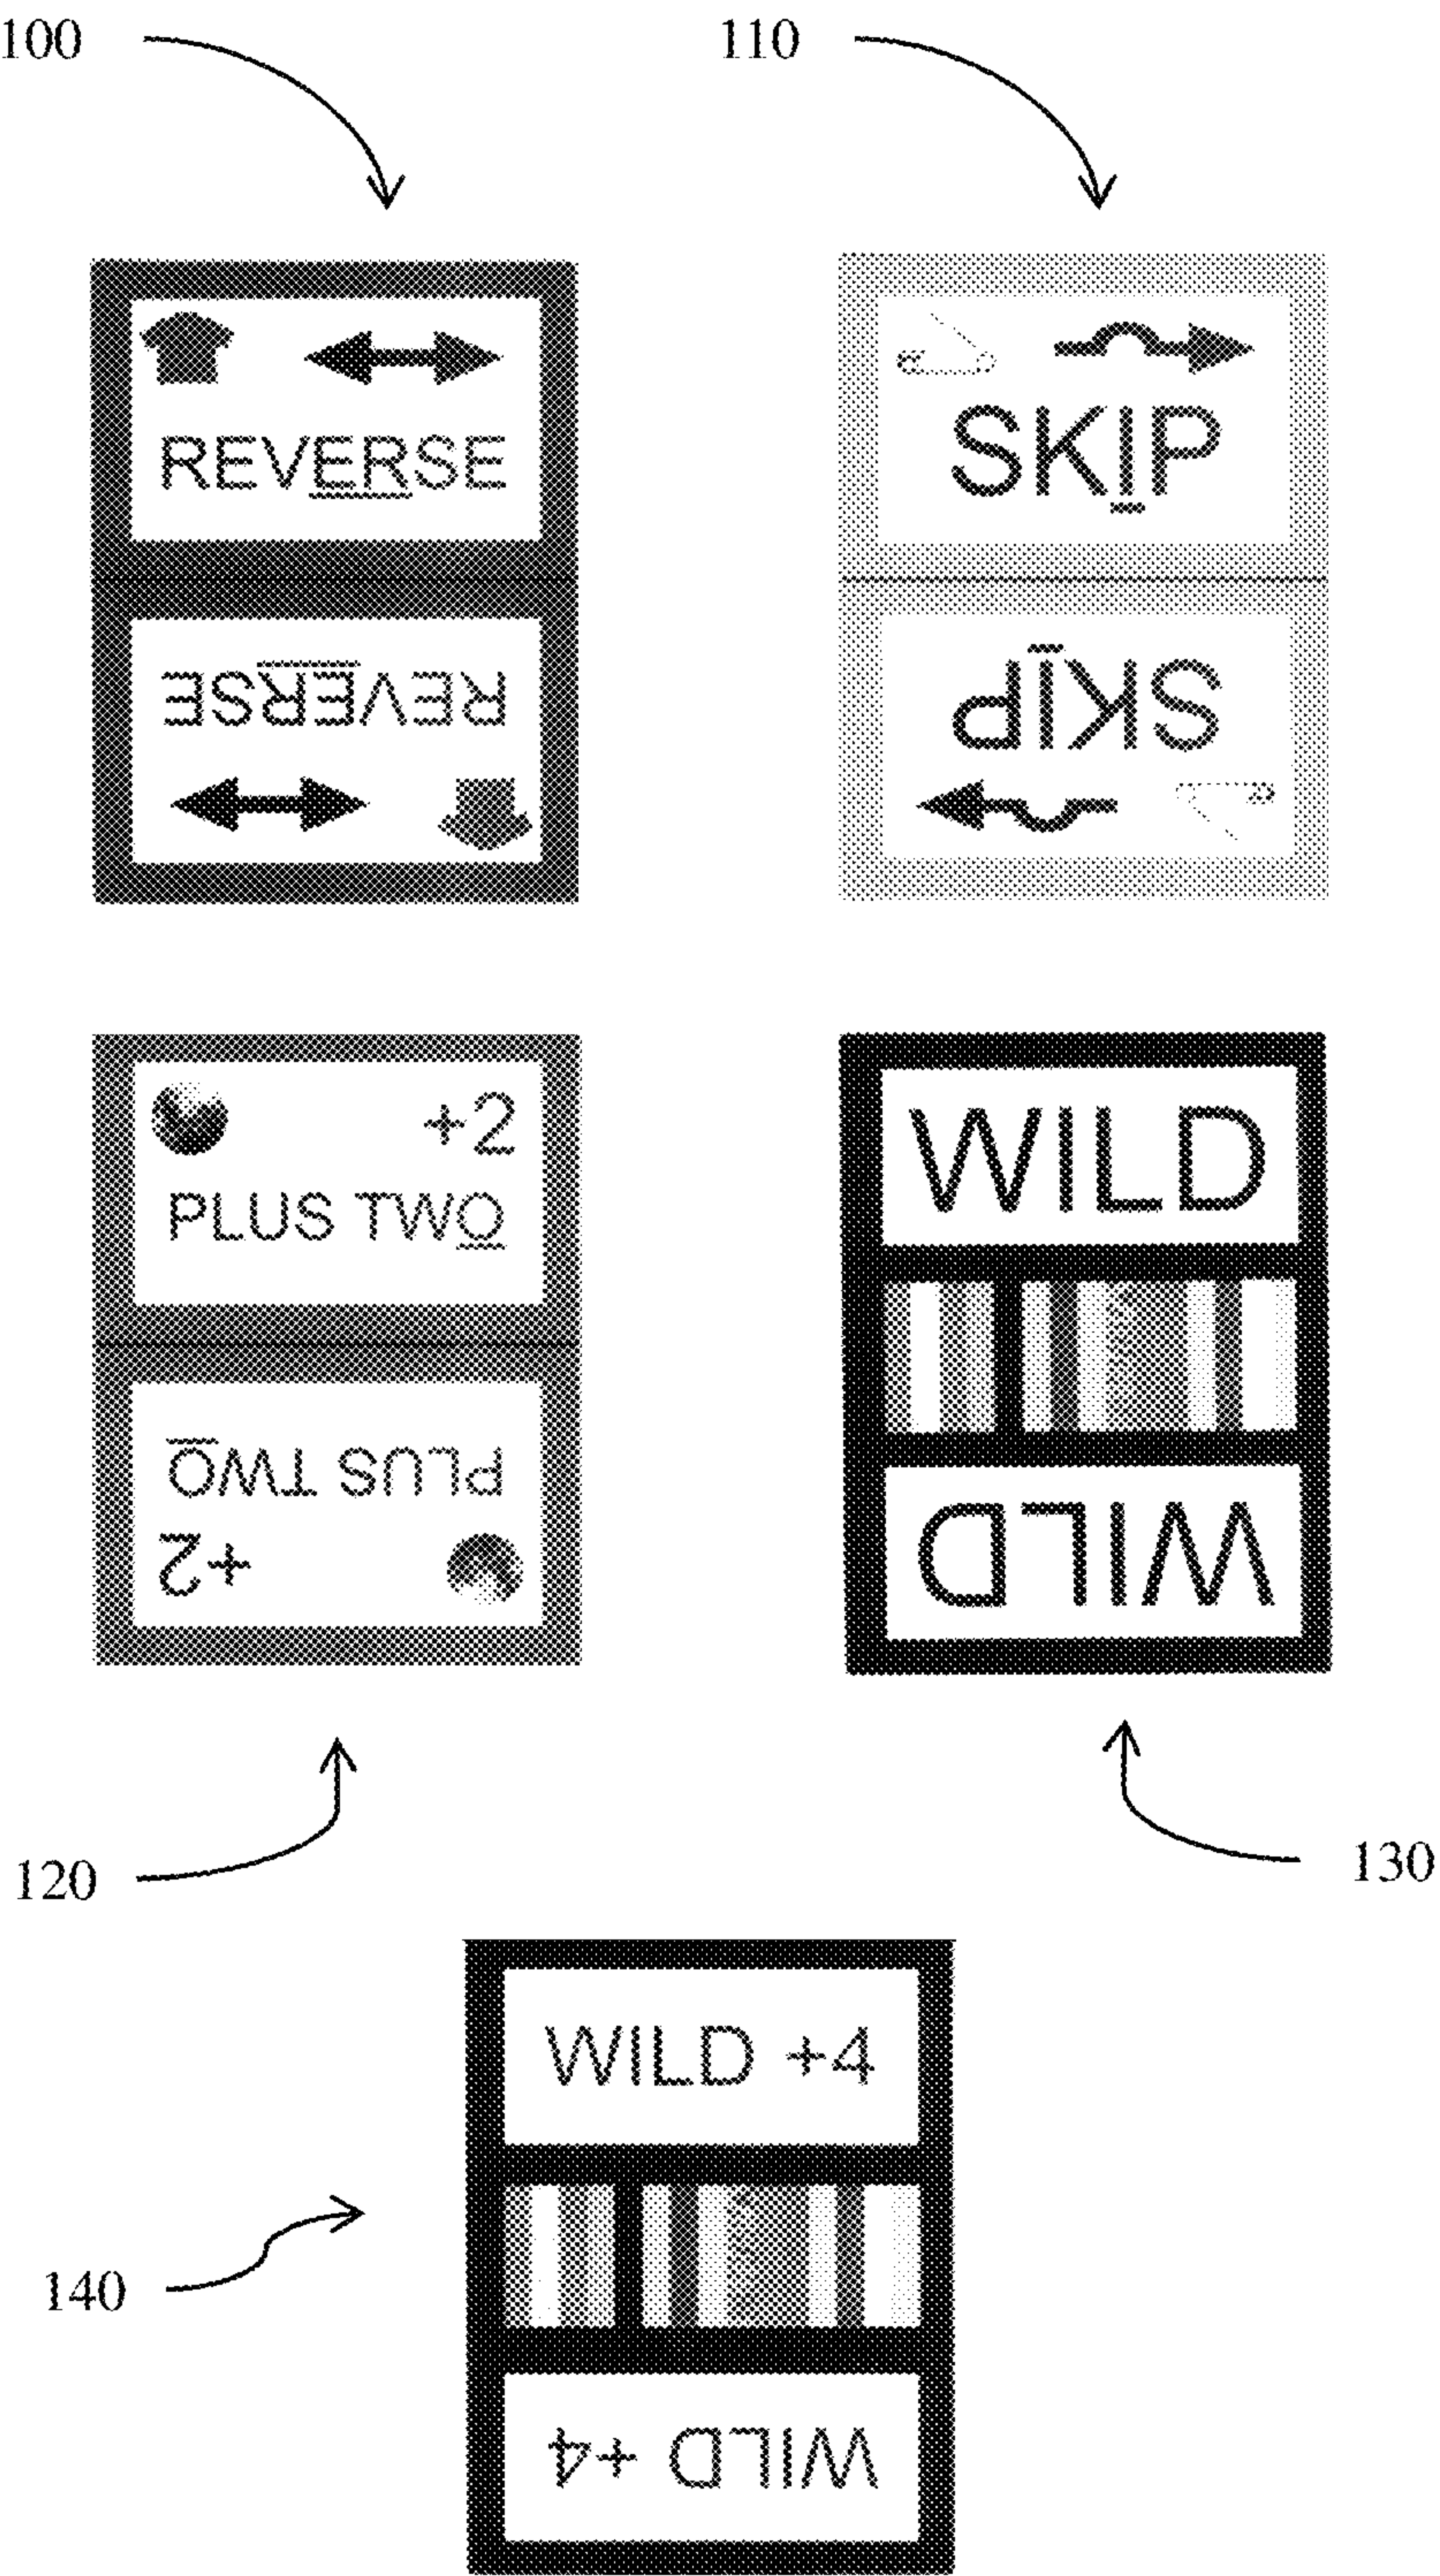 100
110
REVERSE
REVERSE
SKIP
SKIP
+2
PLUS TWO
PLUS TWO
+2
WILD
WILD
120
130
WILD +4
WILD +4
140